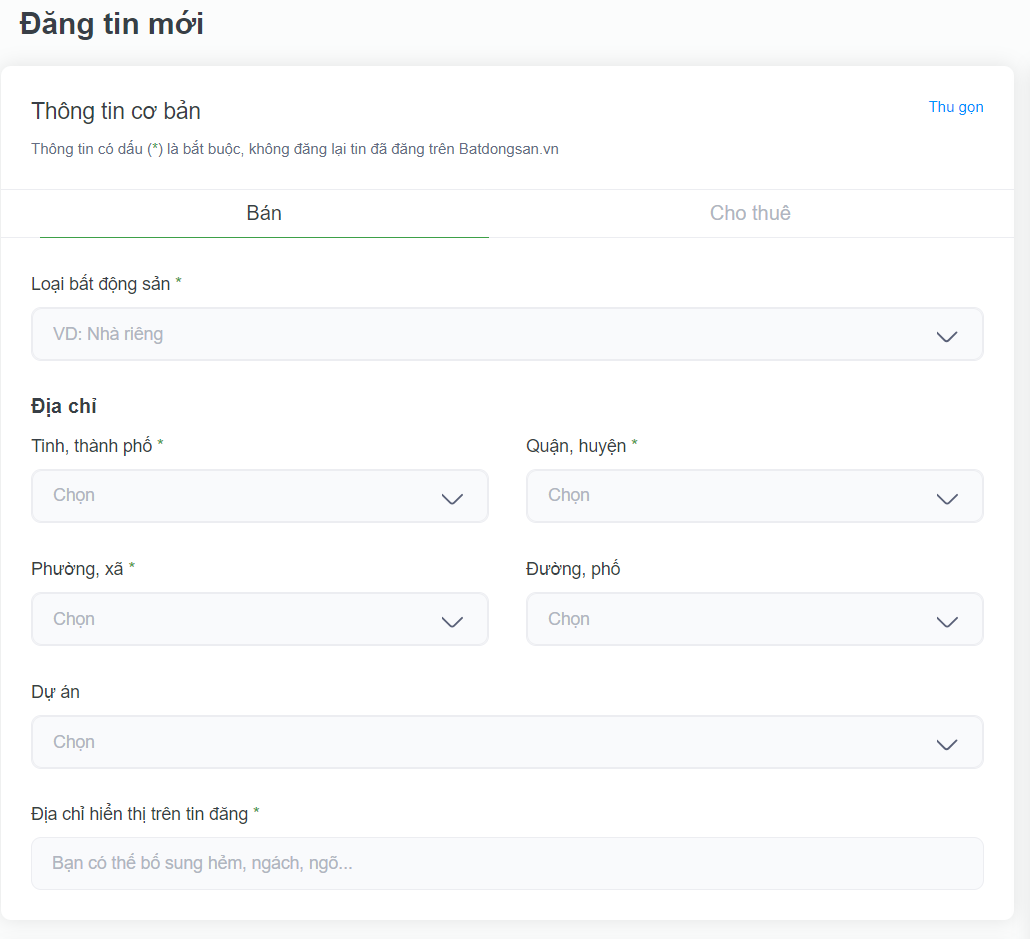 Đăng tin mới
Thông tin cơ bản
Thu gọn
Thông tin có dấu (*) là bắt buộc, không đăng lại tin đã đăng trên Batdongsan.vn
Bán
Cho thuê
Loại bất động sản *
VD: Nhà riêng
Địa chỉ
Tỉnh, thành phố *
Quận, huyện *
Chọn
Chọn
Phường, xã *
Đường, phố
Chọn
Chọn
Dự án
Chọn
Địa chỉ hiển thị trên tin đăng *
Bạn có thể bổ sung hẻm, ngách, ngõ...